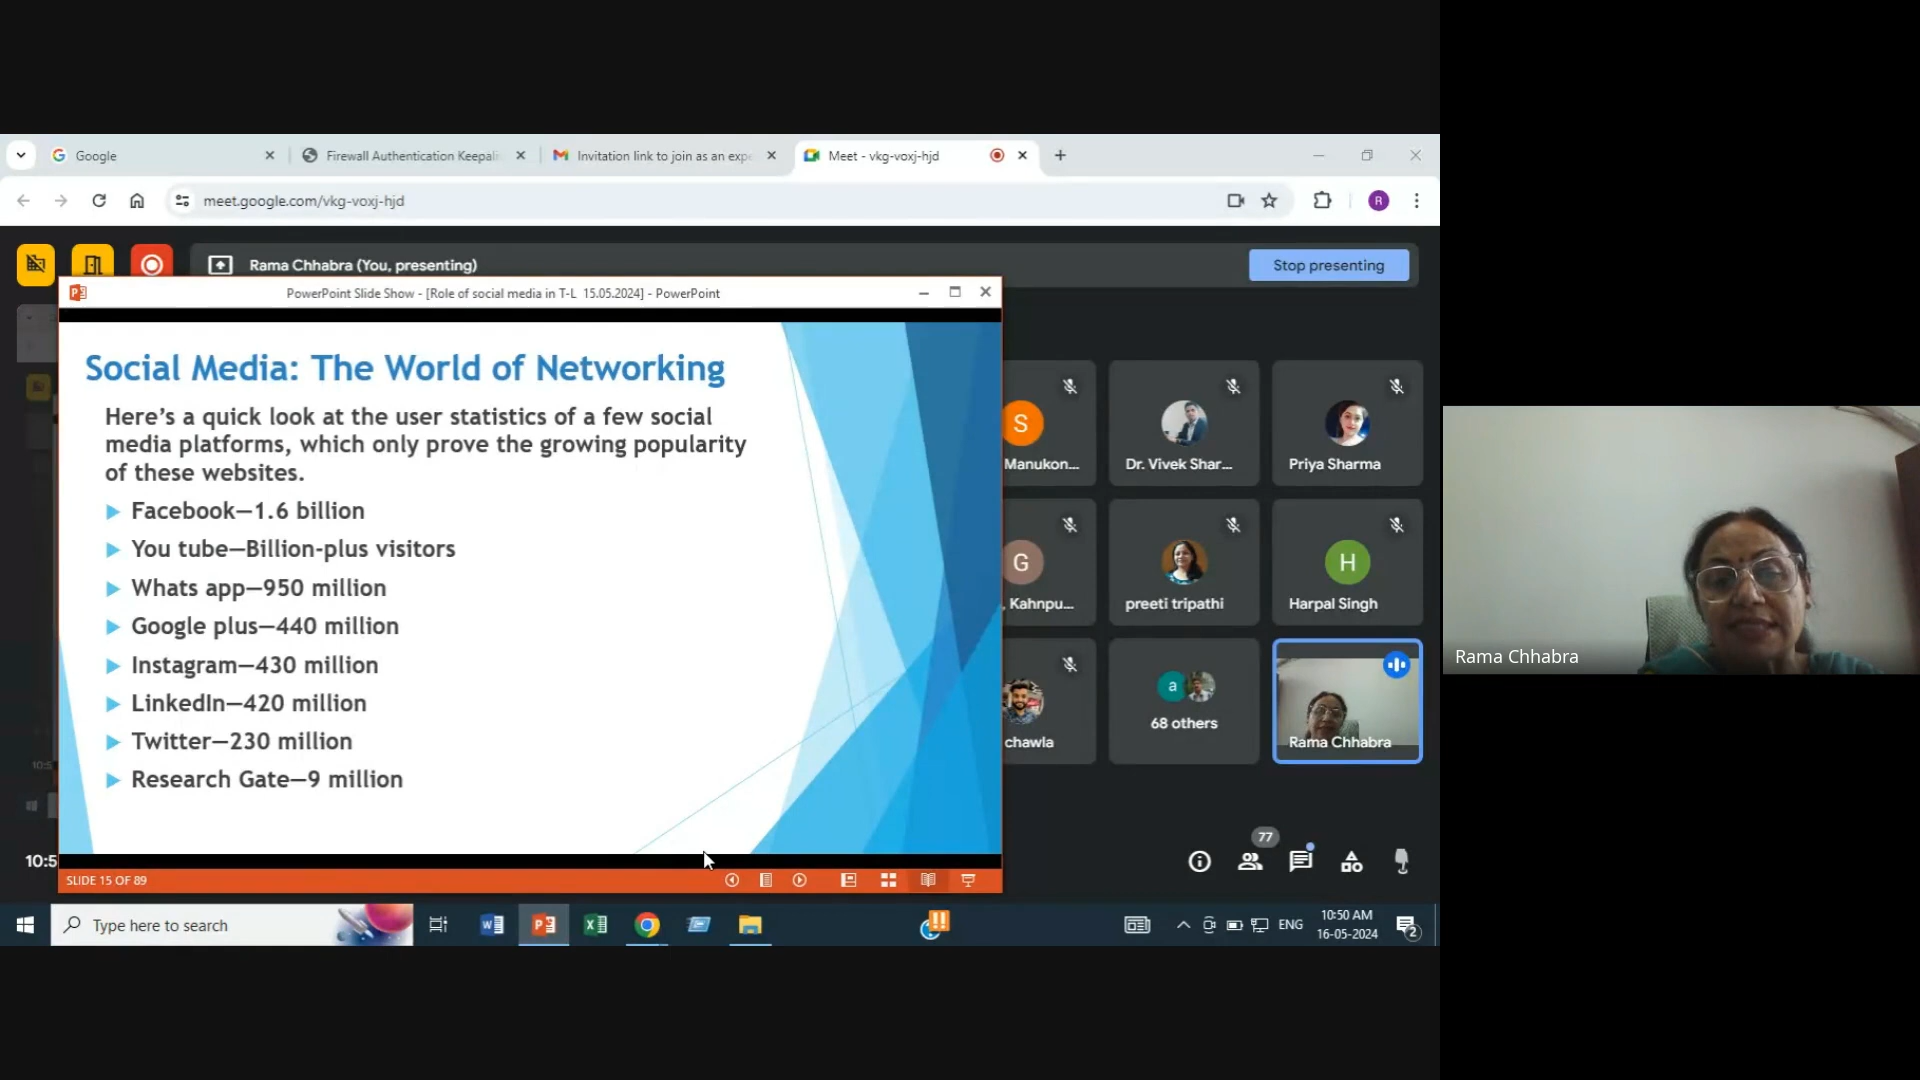 Google
Firewall Authentication Keepali
Invitation link to join as an expe
Meet - vkg-voxj-hjd
meet.google.com/vkg-voxj-hjd
R
Rama Chhabra (You, presenting)
Stop presenting
PowerPoint Slide Show - [Role of social media in T-L 15.05.2024] - PowerPoint
Social Media: The World of Networking
Here’s a quick look at the user statistics of a few social
media platforms, which only prove the growing popularity
of these websites.
Facebook—1.6 billion
You tube—Billion-plus visitors
Whats app—950 million
Google plus—440 million
Instagram—430 million
LinkedIn—420 million
Twitter—230 million
Research Gate—9 million
SLIDE 15 OF 89
S
Manukon...
Dr. Vivek Shar...
Priya Sharma
G
, Kahnpu...
preeti tripathi
H
Harpal Singh
chawla
a
68 others
Rama Chhabra
Rama Chhabra
77
10:5
Type here to search
ENG
10:50 AM
16-05-2024
2